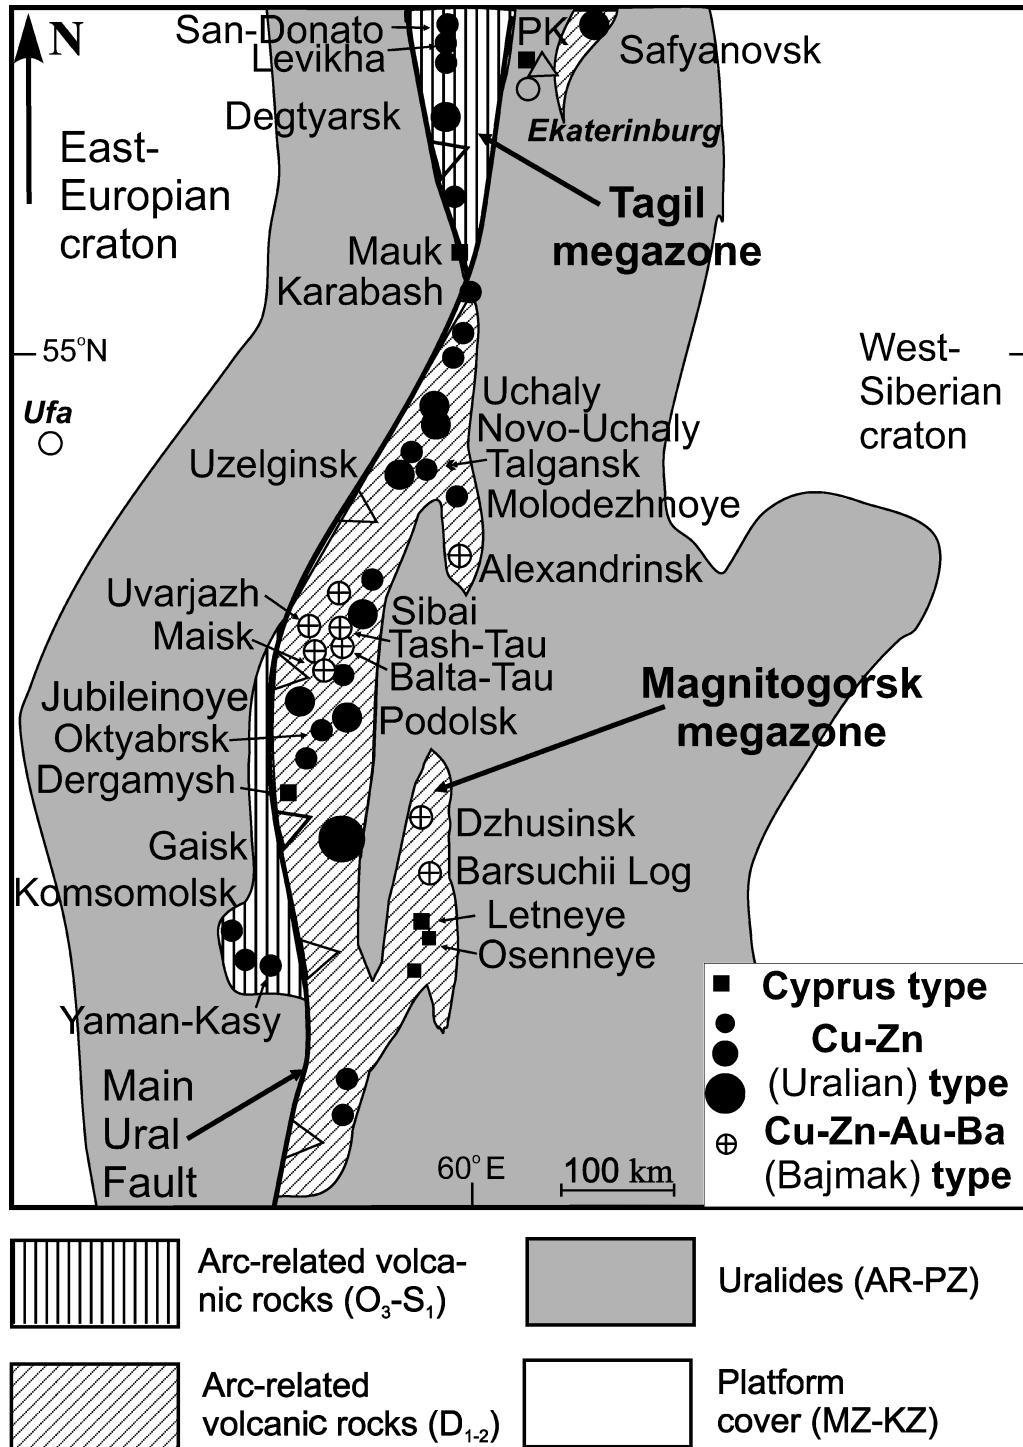 N
San-Donato
Levikha
PK
Safyanovsk
Degtyarsk
Ekaterinburg
East-
Europian
craton
Tagil
megazone
Mauk
Karabash
55°N
West-
Siberian
craton
Ufa
Uchaly
Novo-Uchaly
Uzelginsk
Talgansk
Molodezhnoye
Alexandrinsk
Uvarjazh
Sibai
Maisk
Tash-Tau
Balta-Tau
Magnitogorsk
megazone
Jubileinoye
Podolsk
Oktyabrsk
Dergamysh
Dzhusinsk
Gaisk
Barsuchii Log
Komsomolsk
Letneye
Osenneye
Yaman-Kasy
Main
Ural
Fault
60°E
100 km
Cyprus type
Cu-Zn
(Uralian) type
Cu-Zn-Au-Ba
(Bajmak) type
Arc-related volca-
nic rocks (O₃-S₁)
Uralides (AR-PZ)
Arc-related
volcanic rocks (D₁₋₂)
Platform
cover (MZ-KZ)